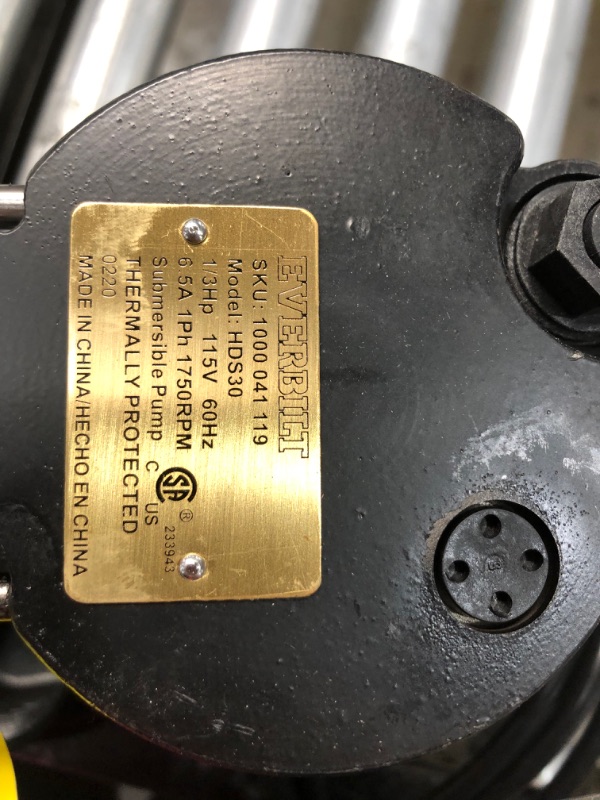 EVERBILT
SKU: 1000 041 119
Model: HDS30
1/3Hp 115V 60Hz
6.5A 1Ph 1750RPM
Submersible Pump C SA ® US 233943
THERMALLY PROTECTED
0220
MADE IN CHINA/HECHO EN CHINA